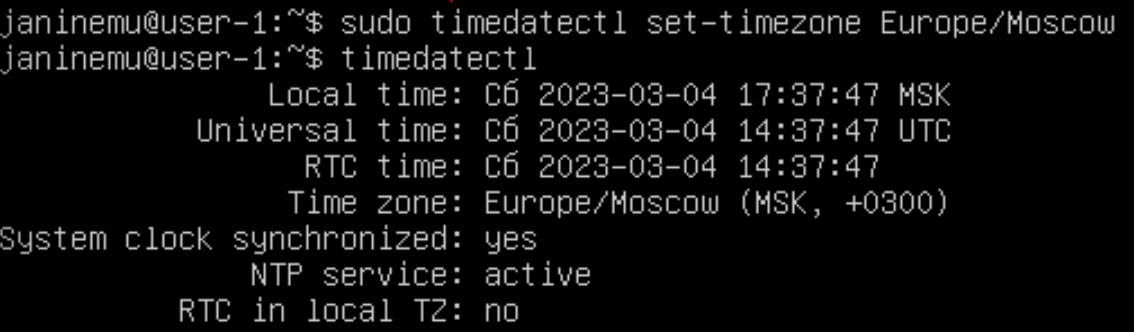 janinemu@user-1:~$ sudo timedatectl set-timezone Europe/Moscow
janinemu@user-1:~$ timedatectl
Local time: Сб 2023-03-04 17:37:47 MSK
Universal time: Сб 2023-03-04 14:37:47 UTC
RTC time: Сб 2023-03-04 14:37:47
Time zone: Europe/Moscow (MSK, +0300)
System clock synchronized: yes
NTP service: active
RTC in local TZ: no